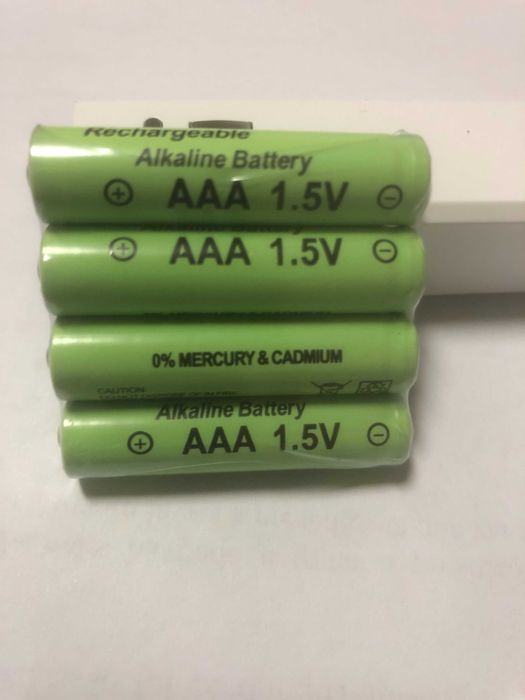 Rechargeable
Alkaline Battery
+ AAA 1.5V -
+ AAA 1.5V -
0% MERCURY & CADMIUM
CAUTION
Alkaline Battery
+ AAA 1.5V -